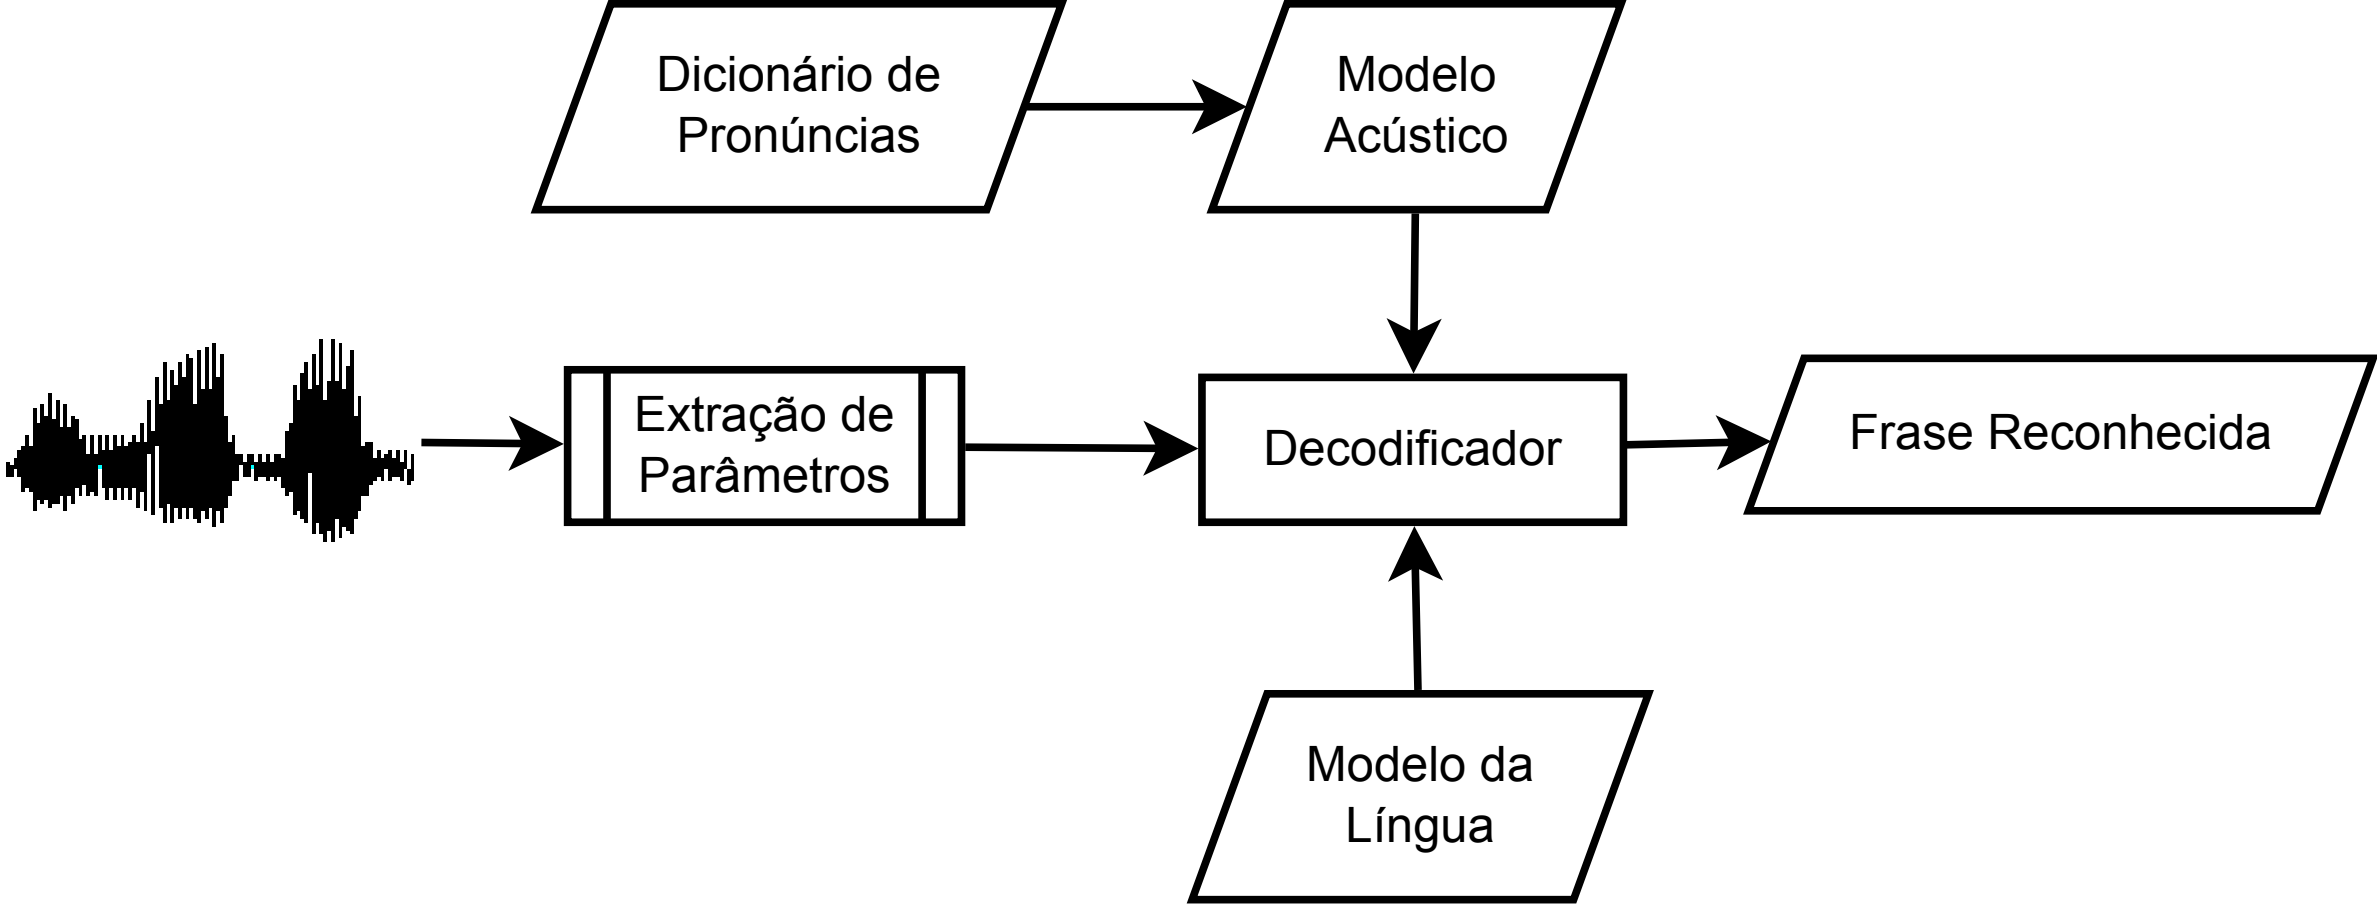 Dicionário de
Pronúncias
Modelo
Acústico
Extração de
Parâmetros
Decodificador
Frase Reconhecida
Modelo da
Língua